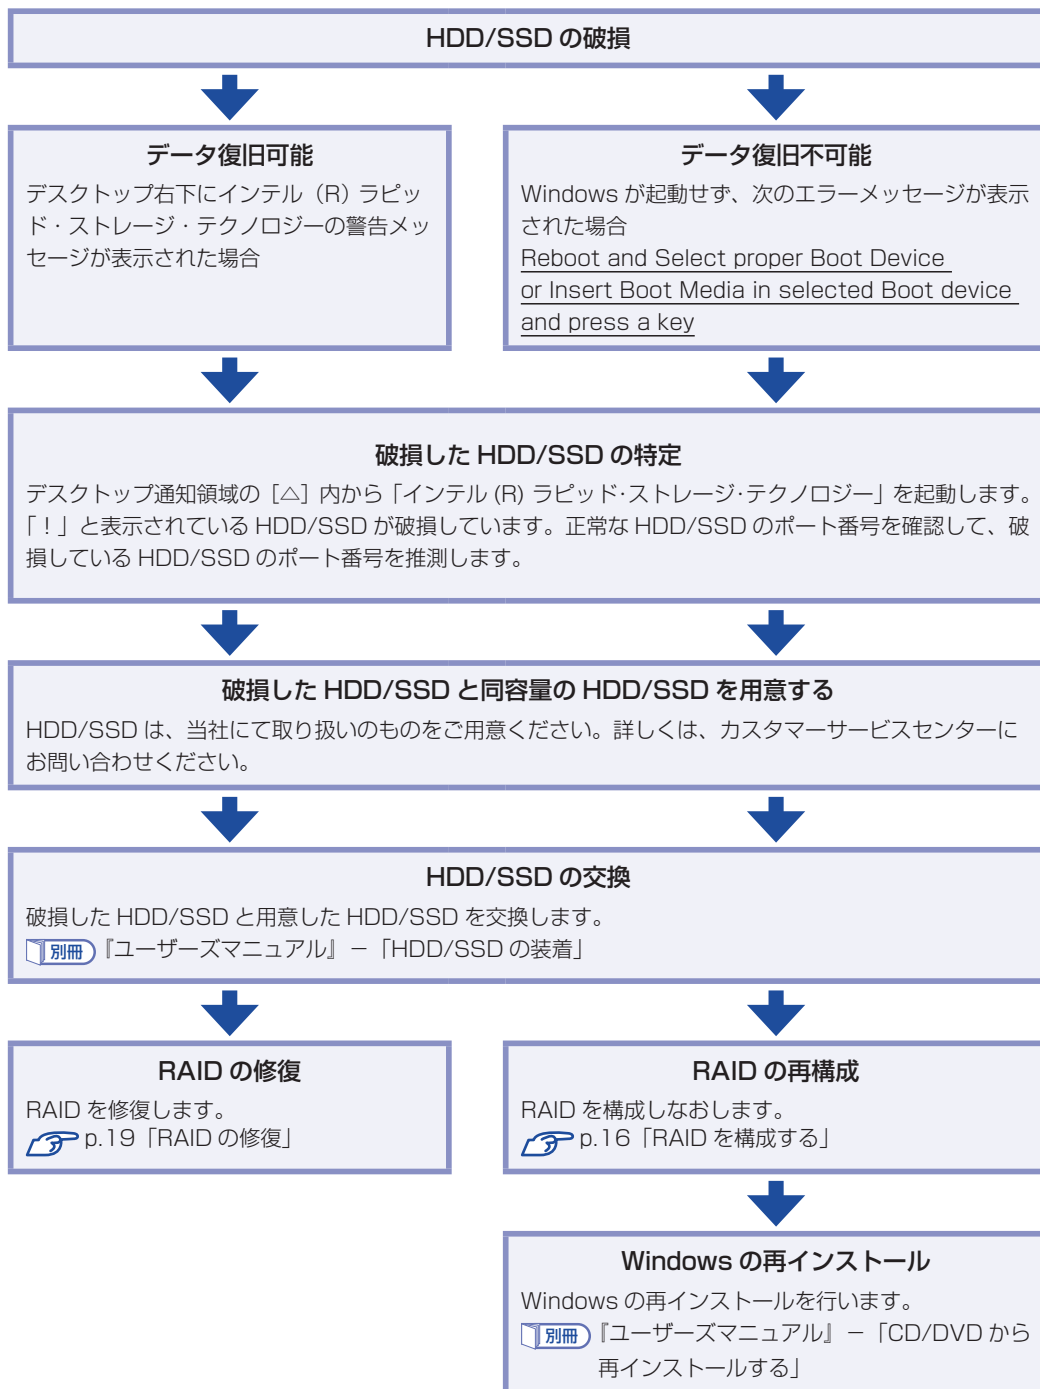 HDD/SSD の破損
データ復旧可能
デスクトップ右下にインテル（R）ラピッ
ド・ストレージ・テクノロジーの警告メッ
セージが表示された場合
データ復旧不可能
Windows が起動せず、次のエラーメッセージが表示
された場合
Reboot and Select proper Boot Device
or Insert Boot Media in selected Boot device
and press a key
破損した HDD/SSD の特定
デスクトップ通知領域の［△］内から「インテル (R) ラピッド・ストレージ・テクノロジー」を起動します。
「！」と表示されている HDD/SSD が破損しています。正常な HDD/SSD のポート番号を確認して、破
損している HDD/SSD のポート番号を推測します。
破損した HDD/SSD と同容量の HDD/SSD を用意する
HDD/SSD は、当社にて取り扱いのものをご用意ください。詳しくは、カスタマーサービスセンターに
お問い合わせください。
HDD/SSD の交換
破損した HDD/SSD と用意した HDD/SSD を交換します。
別冊『ユーザーズマニュアル』－「HDD/SSD の装着」
RAID の修復
RAID を修復します。
p.19「RAID の修復」
RAID の再構成
RAID を構成しなおします。
p.16「RAID を構成する」
Windows の再インストール
Windows の再インストールを行います。
別冊『ユーザーズマニュアル』－「CD/DVD から
再インストールする」